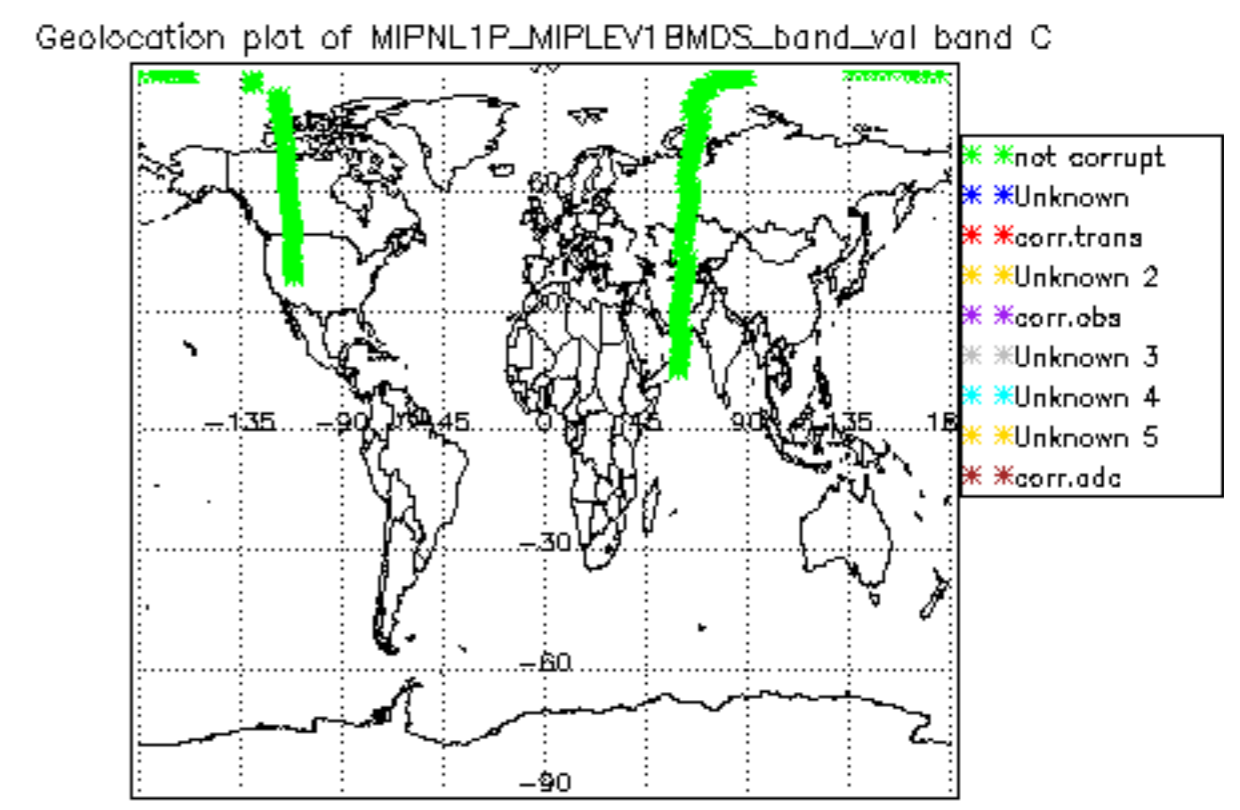 Geolocation plot of MIPNL1P_MIPLEV1BMDS_band_val band C
not corrupt
Unknown
corr.trans
Unknown 2
corr.obs
Unknown 3
Unknown 4
Unknown 5
corr.adc
60
-135 -90 -45 0 45 90 135
-30
-60
-90